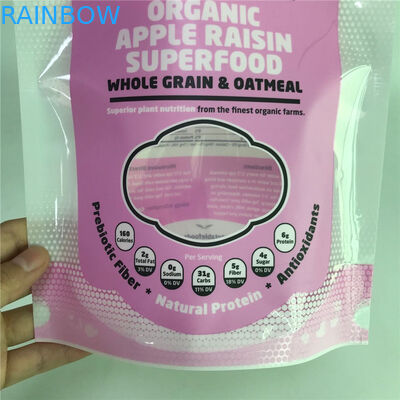 RAINBOW
ORGANIC
APPLE RAISIN
SUPERFOOD
WHOLE GRAIN & OATMEAL
Superior plant nutrition from the finest organic farms.
Per Serving
160
Calories
2g
Total Fat
3% DV
0g
Sodium
0% DV
31g
Carbs
11% DV
5g
Fiber
18% DV
4g
Sugar
0% DV
6g
Protein
Prebiotic Fiber * Natural Protein * Antioxidants